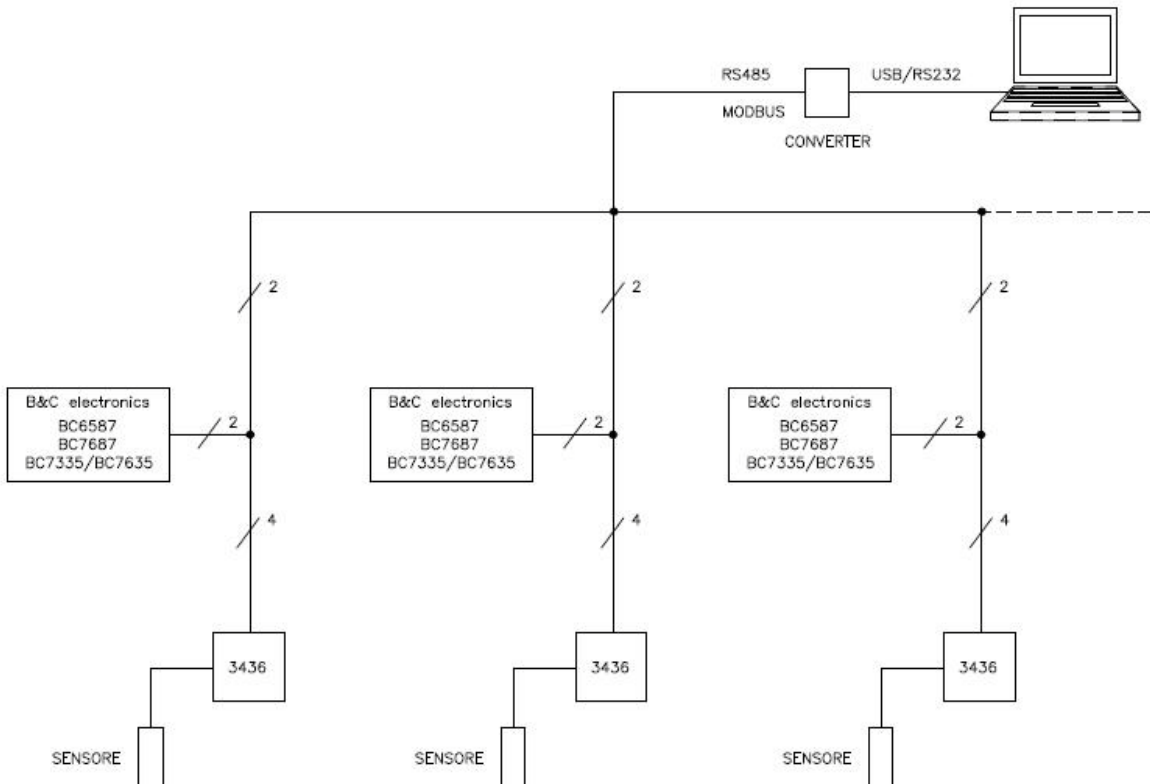 RS485
USB/RS232
MODBUS
CONVERTER
2
2
2
B&C electronics
BC6587
BC7687
BC7335/BC7635
2
B&C electronics
BC6587
BC7687
BC7335/BC7635
2
B&C electronics
BC6587
BC7687
BC7335/BC7635
2
4
4
4
3436
3436
3436
SENSORE
SENSORE
SENSORE